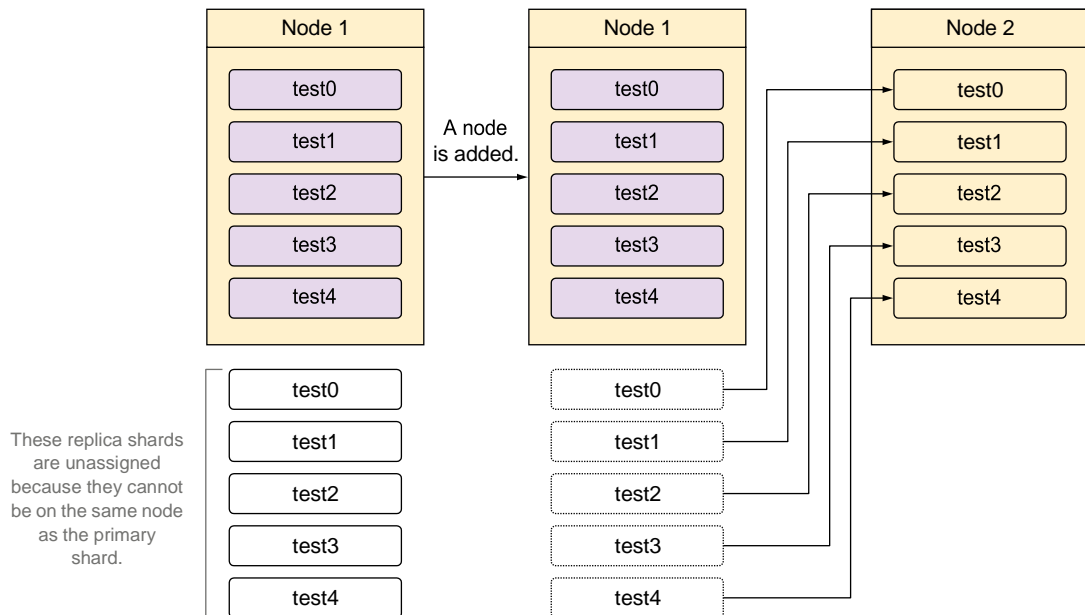 Node 1
test0
test1
test2
test3
test4
A node
is added.
Node 1
test0
test1
test2
test3
test4
Node 2
test0
test1
test2
test3
test4
These replica shards
are unassigned
because they cannot
be on the same node
as the primary
shard.
test0
test1
test2
test3
test4
test0
test1
test2
test3
test4